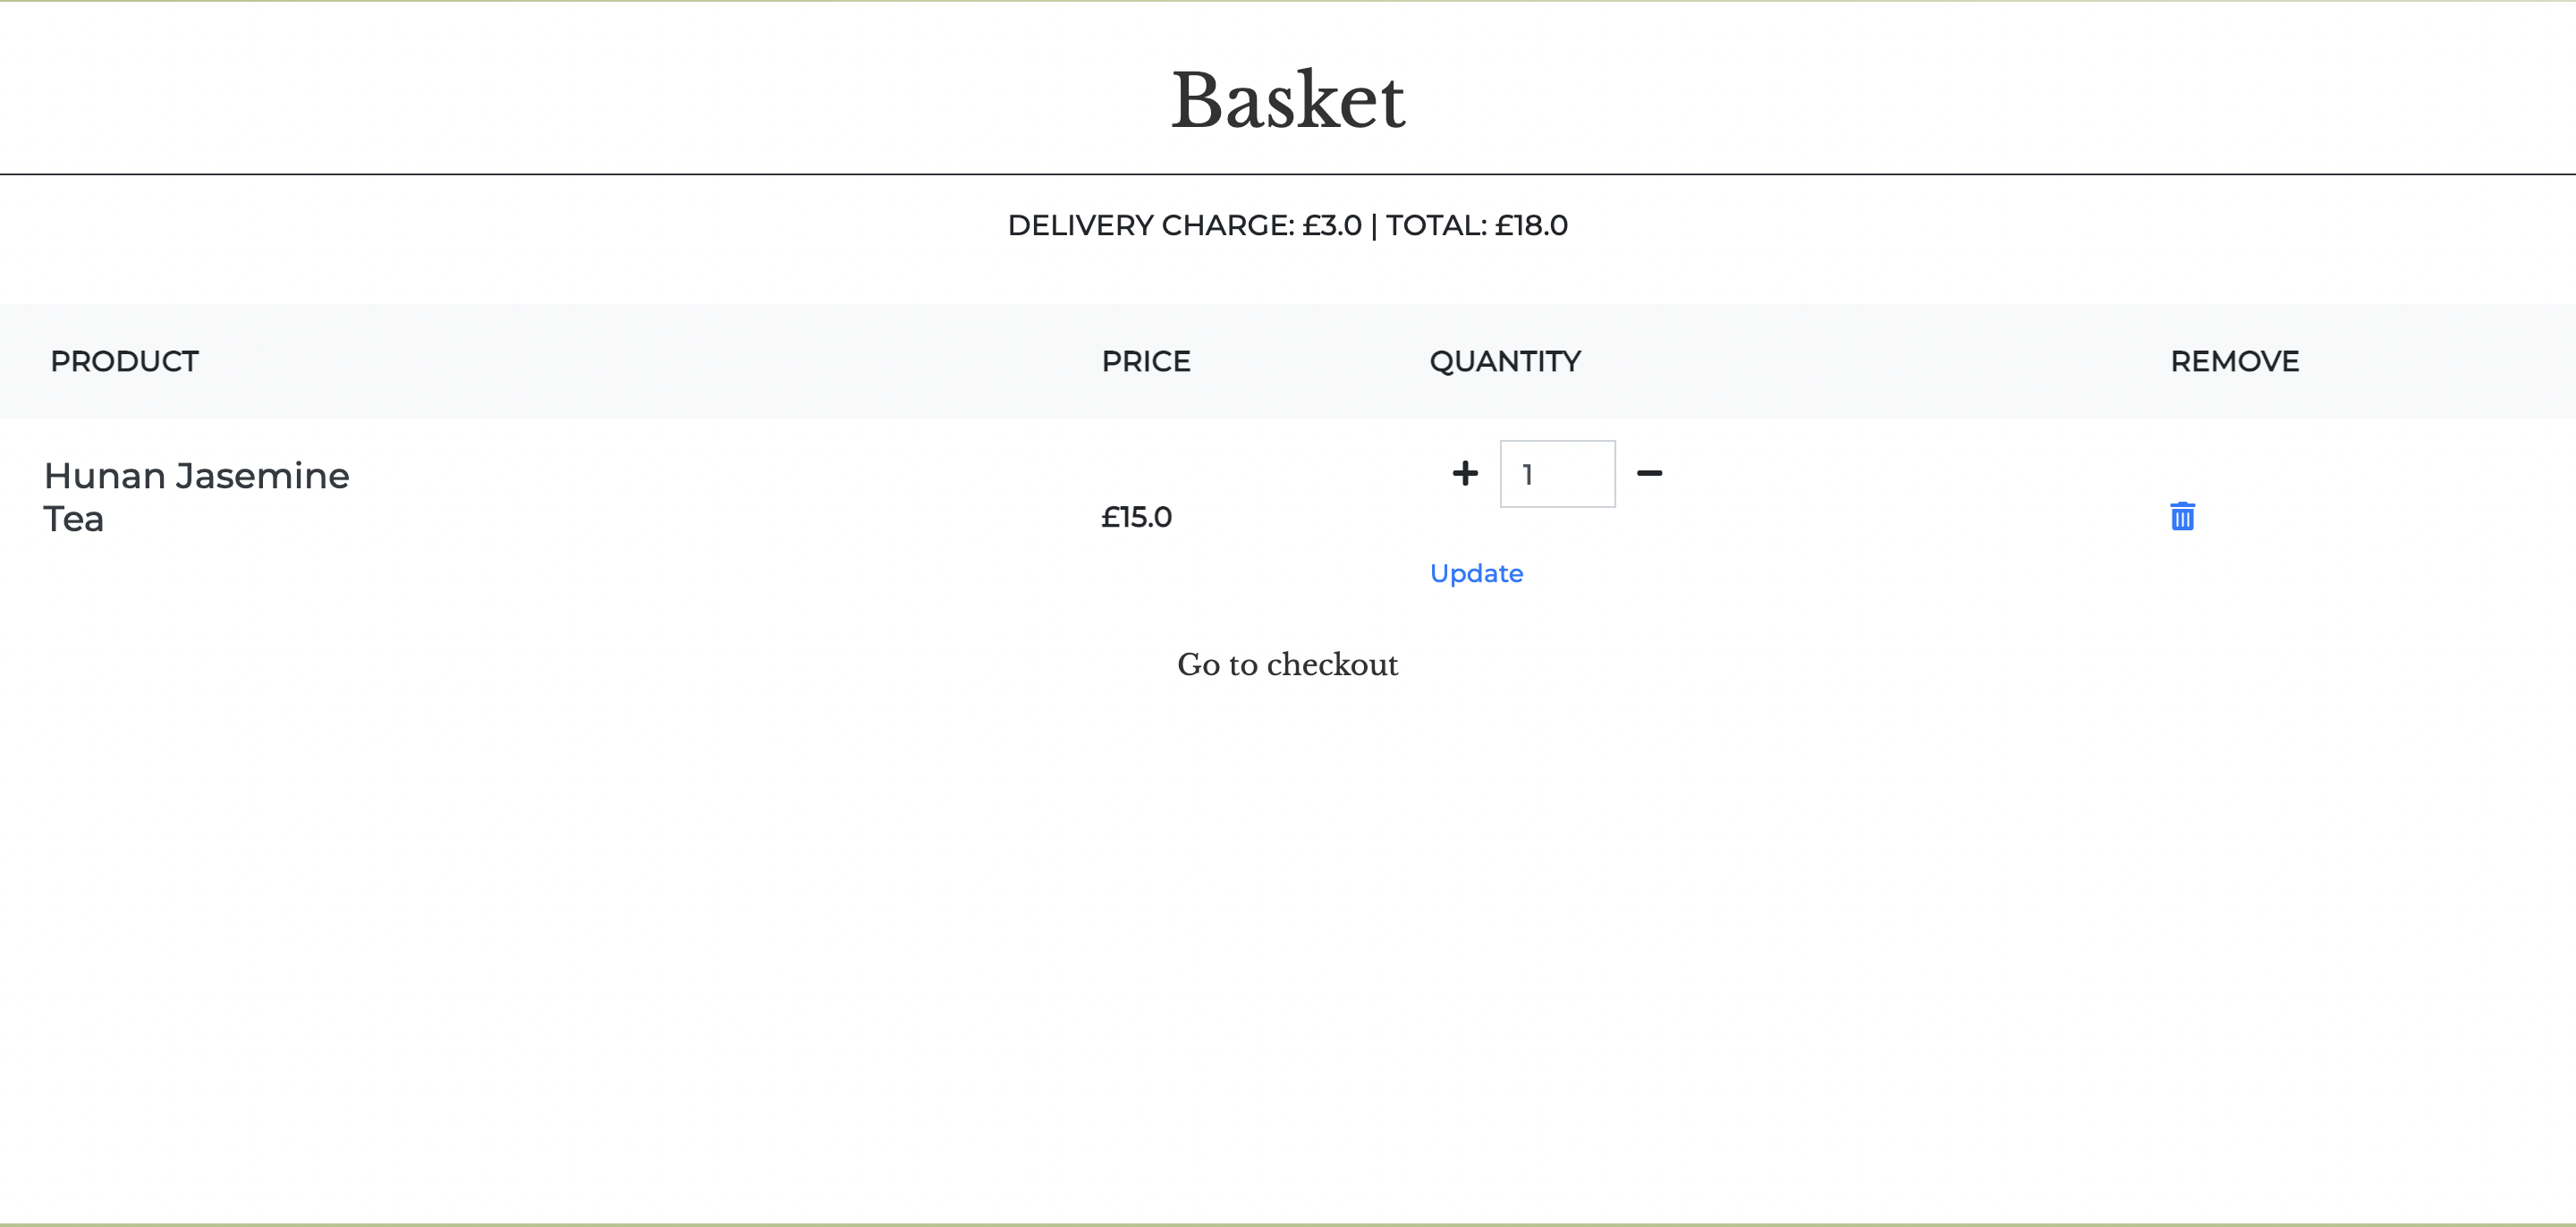 Basket
DELIVERY CHARGE: £3.0 | TOTAL: £18.0
PRODUCT PRICE QUANTITY REMOVE
Hunan Jasemine
Tea
£15.0
+ 1 −
Update
Go to checkout